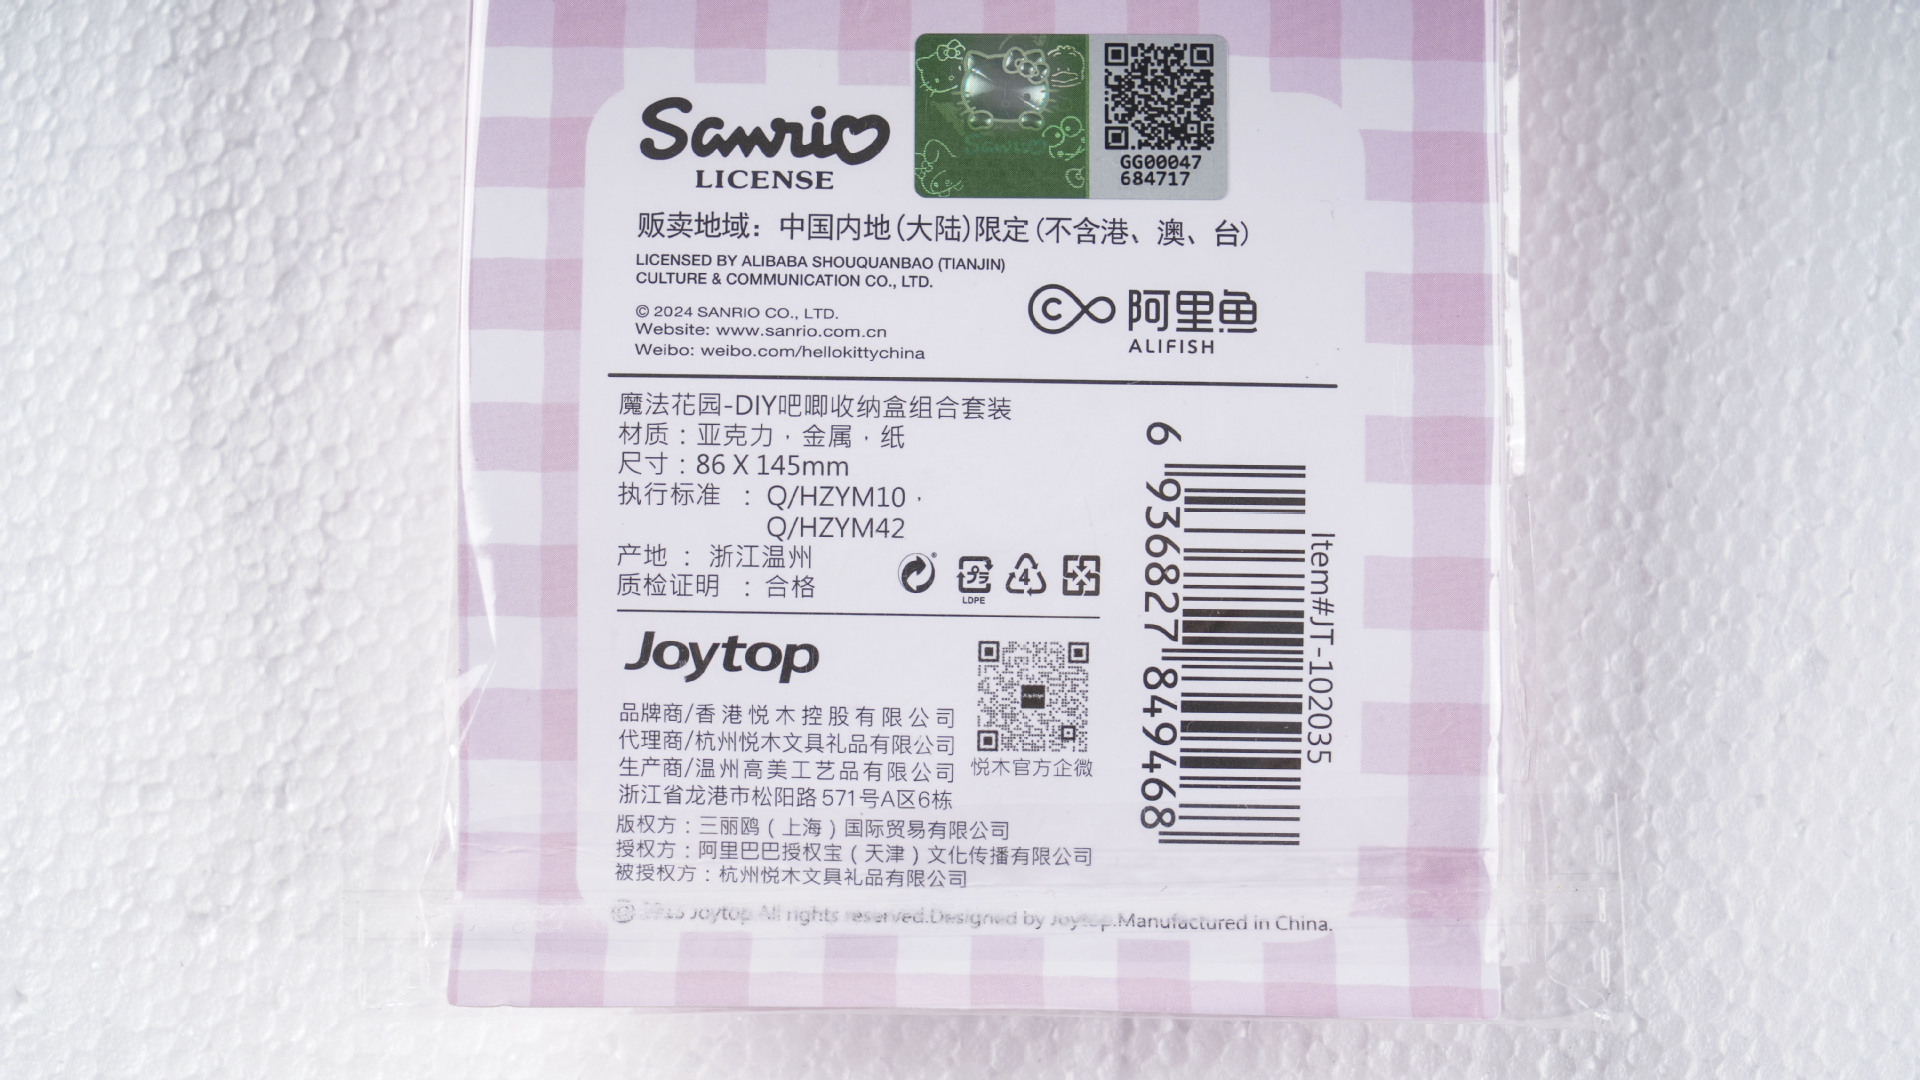 Sanrio
LICENSE
GG00047
684717
贩卖地域：中国内地（大陆）限定（不含港、澳、台）
LICENSED BY ALIBABA SHOUQUANBAO (TIANJIN)
CULTURE & COMMUNICATION CO., LTD.
© 2024 SANRIO CO., LTD.
Website: www.sanrio.com.cn
Weibo: weibo.com/hellokittychina
阿里鱼
ALIFISH
魔法花园-DIY吧唧收纳盒组合套装
材质：亚克力，金属，纸
尺寸：86 X 145mm
执行标准 ：Q/HZYM10，
Q/HZYM42
产地 ：浙江温州
质检证明 ：合格
プラ
LDPE
4
6 936827 849468
Item#JT-102035
Joytop
品牌商/香港悦木控股有限公司
代理商/杭州悦木文具礼品有限公司
生产商/温州高美工艺品有限公司
浙江省龙港市松阳路571号A区6栋
悦木官方企微
版权方：三丽鸥（上海）国际贸易有限公司
授权方：阿里巴巴授权宝（天津）文化传播有限公司
被授权方：杭州悦木文具礼品有限公司
Joytop.All rights reserved.Designed by Joytop.Manufactured in China.